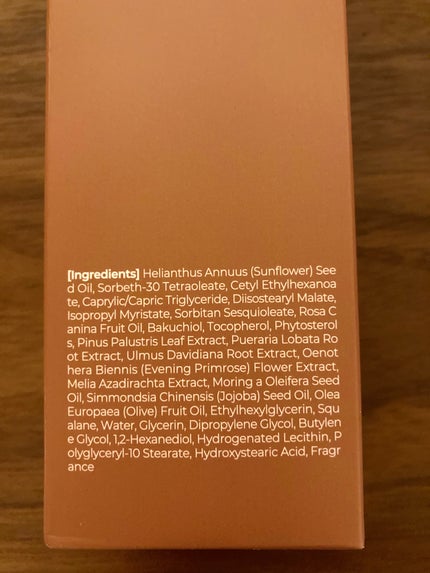 [Ingredients] Helianthus Annuus (Sunflower) See
d Oil, Sorbeth-30 Tetraoleate, Cetyl Ethylhexanoa
te, Caprylic/Capric Triglyceride, Diisostearyl Malate,
Isopropyl Myristate, Sorbitan Sesquioleate, Rosa C
anina Fruit Oil, Bakuchiol, Tocopherol, Phytosterol
s, Pinus Palustris Leaf Extract, Pueraria Lobata Ro
ot Extract, Ulmus Davidiana Root Extract, Oenot
hera Biennis (Evening Primrose) Flower Extract,
Melia Azadirachta Extract, Moring a Oleifera Seed
Oil, Simmondsia Chinensis (Jojoba) Seed Oil, Olea
Europaea (Olive) Fruit Oil, Ethylhexylglycerin, Squ
alane, Water, Glycerin, Dipropylene Glycol, Butylen
e Glycol, 1,2-Hexanediol, Hydrogenated Lecithin, P
olyglyceryl-10 Stearate, Hydroxystearic Acid, Fragr
ance